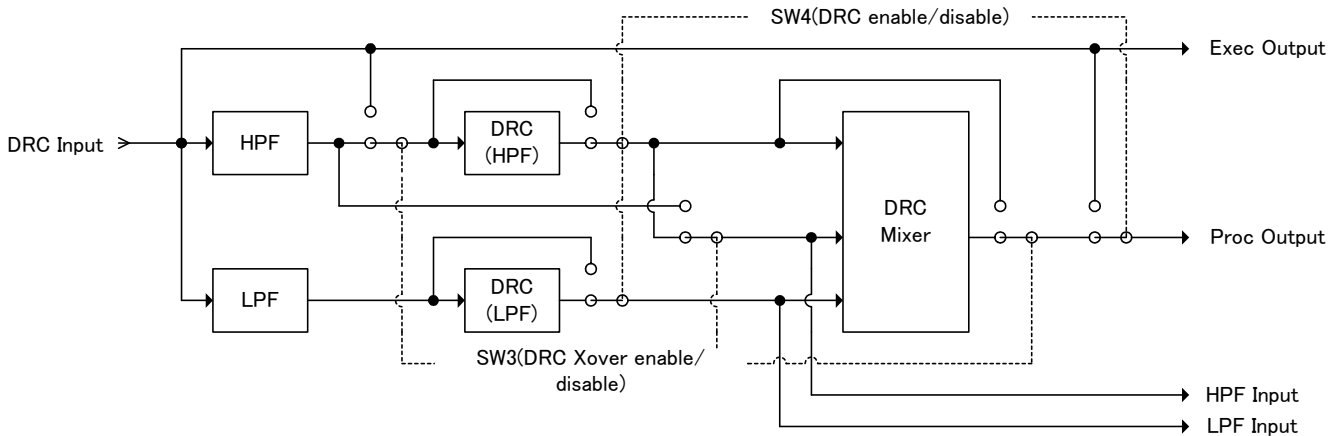 SW4(DRC enable/disable)
Exec Output
DRC Input
HPF
DRC
(HPF)
DRC
Mixer
Proc Output
LPF
DRC
(LPF)
SW3(DRC Xover enable/
disable)
HPF Input
LPF Input